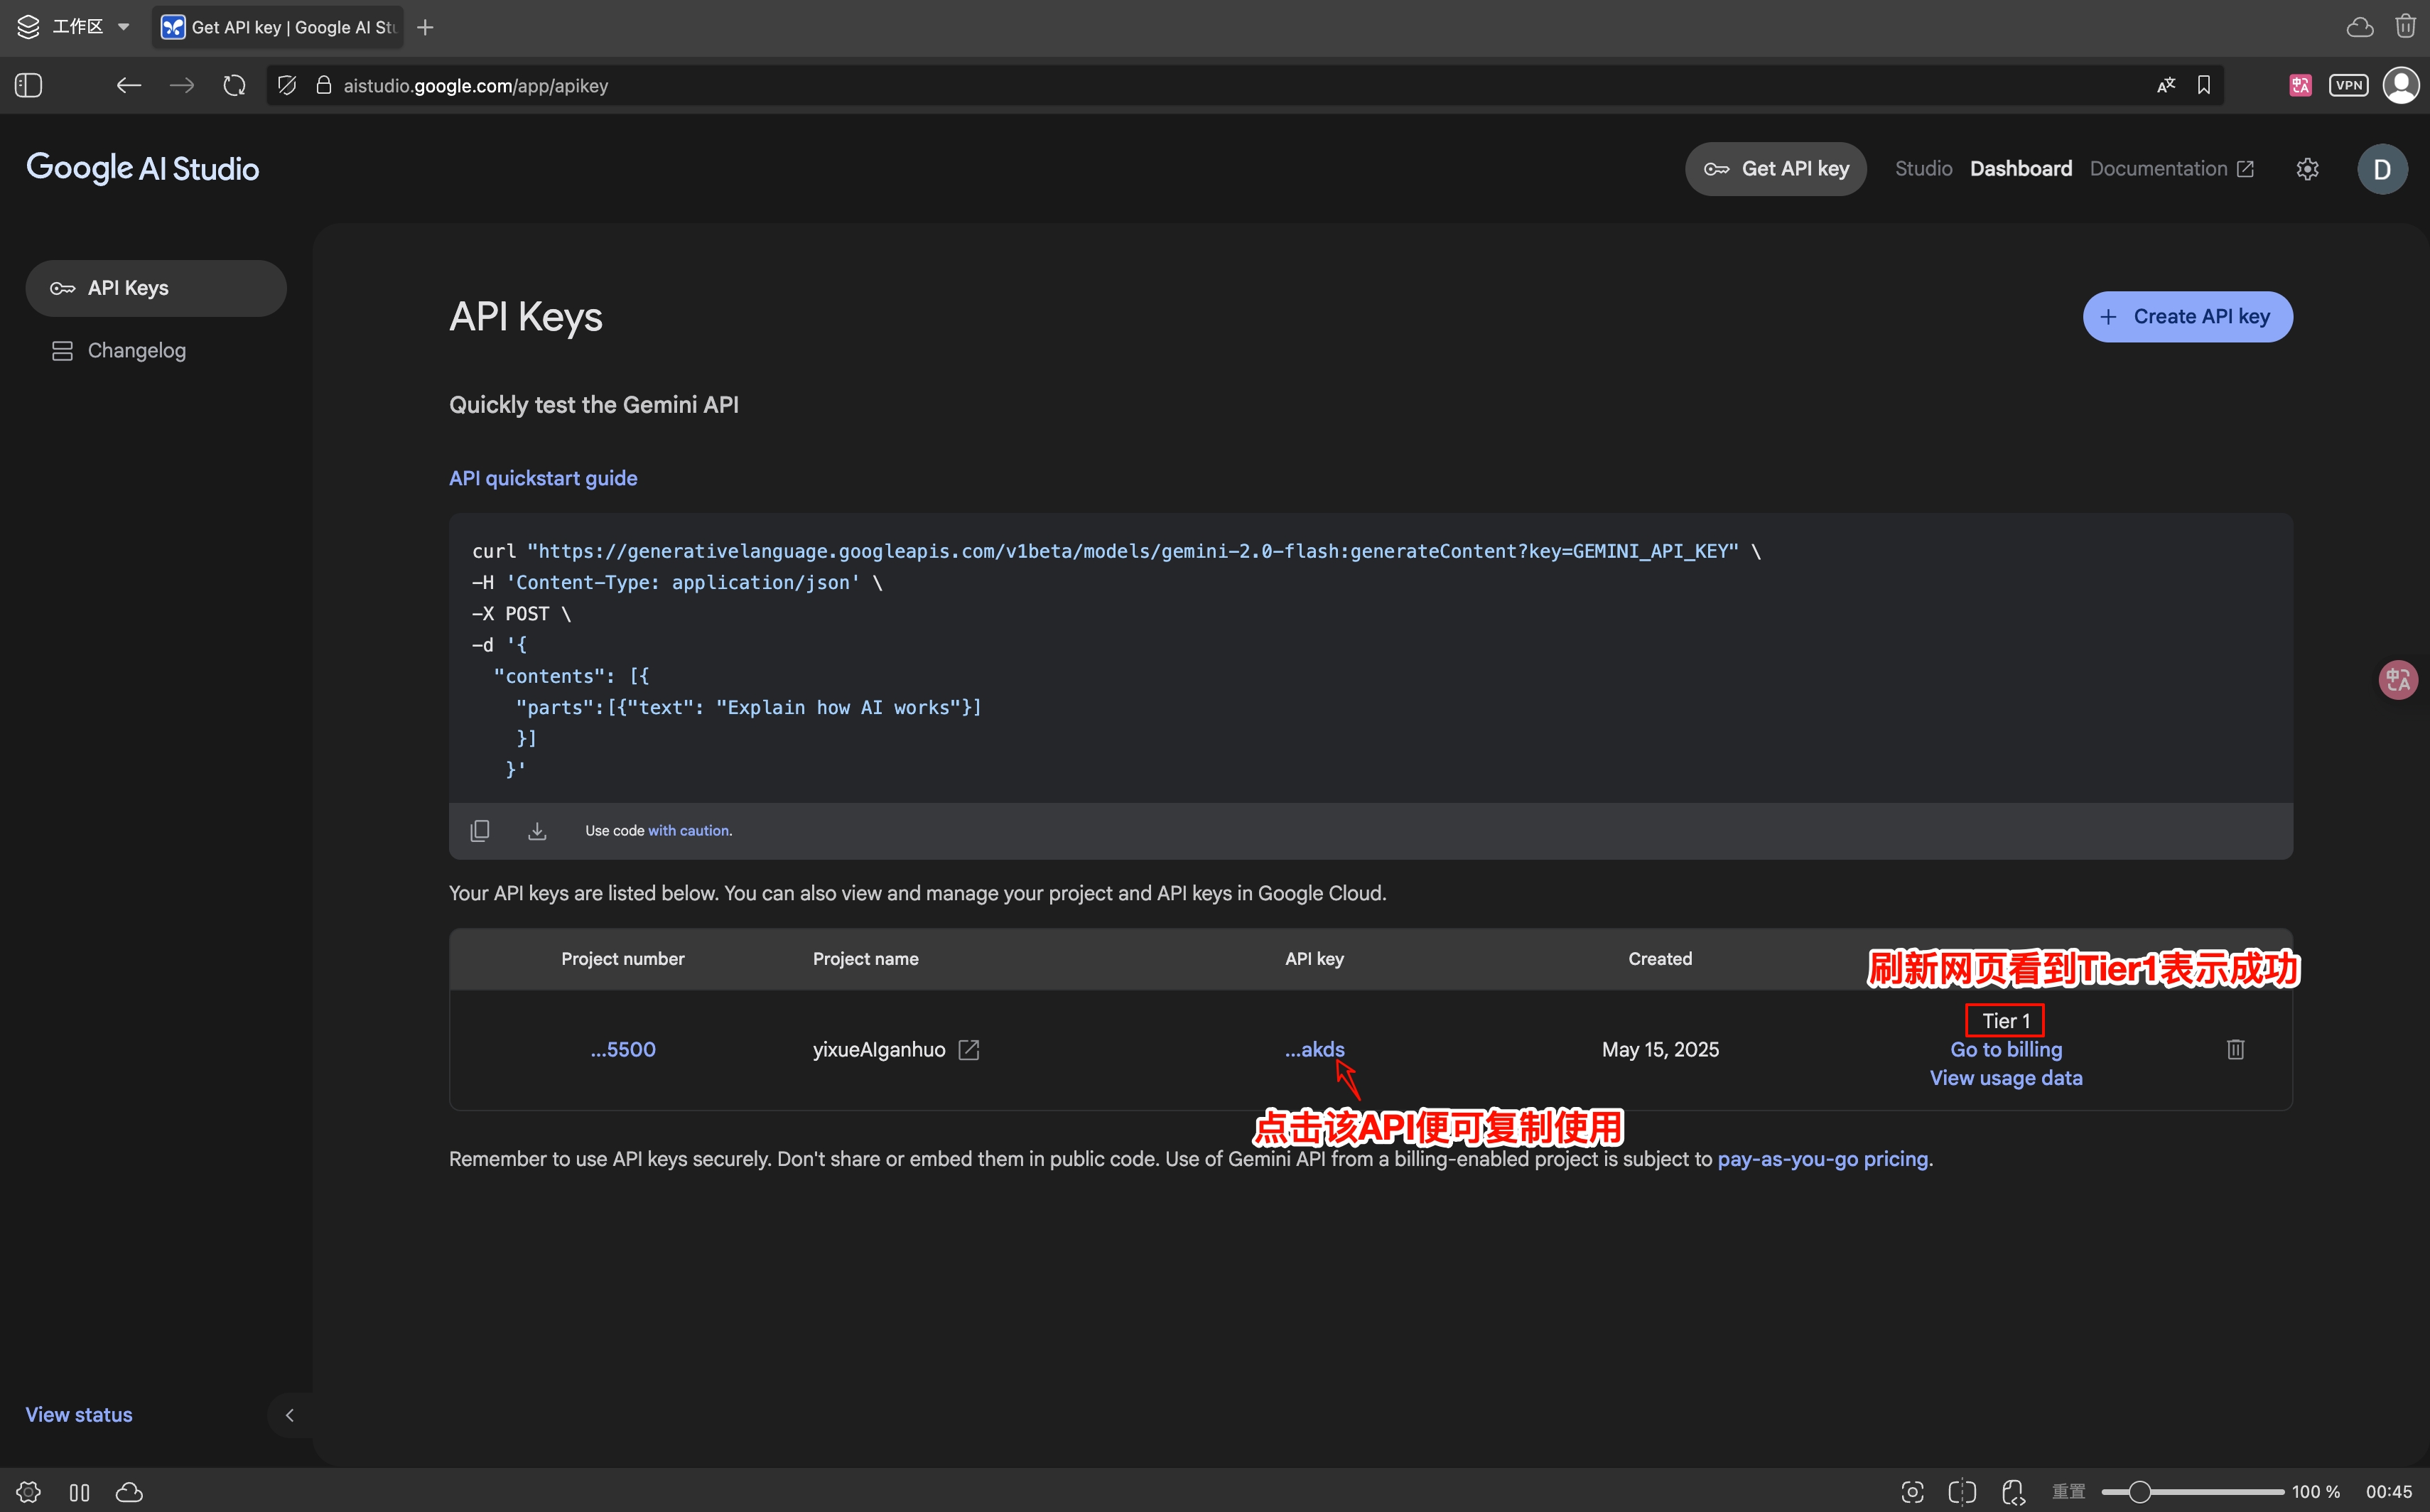 工作区
Get API key | Google AI Stu
aistudio.google.com/app/apikey
VPN
Google AI Studio
Get API key
Studio
Dashboard
Documentation
D
API Keys
Changelog
API Keys
Create API key
Quickly test the Gemini API
API quickstart guide
curl "https://generativelanguage.googleapis.com/v1beta/models/gemini-2.0-flash:generateContent?key=GEMINI_API_KEY" \
-H 'Content-Type: application/json' \
-X POST \
-d '{
"contents": [{
"parts":[{"text": "Explain how AI works"}]
}]
}'
Use code with caution.
Your API keys are listed below. You can also view and manage your project and API keys in Google Cloud.
Project number
Project name
API key
Created
刷新网页看到Tier1表示成功
...5500
yixueAIganhuo
...akds
May 15, 2025
Tier 1
Go to billing
View usage data
点击该API便可复制使用
Remember to use API keys securely. Don't share or embed them in public code. Use of Gemini API from a billing-enabled project is subject to pay-as-you-go pricing.
View status
重置
100 %
00:45